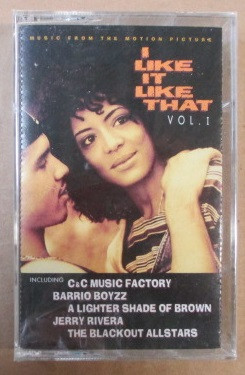 MUSIC FROM THE MOTION PICTURE
I
LIKE
IT
LIKE
THAT
VOL. I
INCLUDING
C&C MUSIC FACTORY
BARRIO BOYZZ
A LIGHTER SHADE OF BROWN
JERRY RIVERA
THE BLACKOUT ALLSTARS